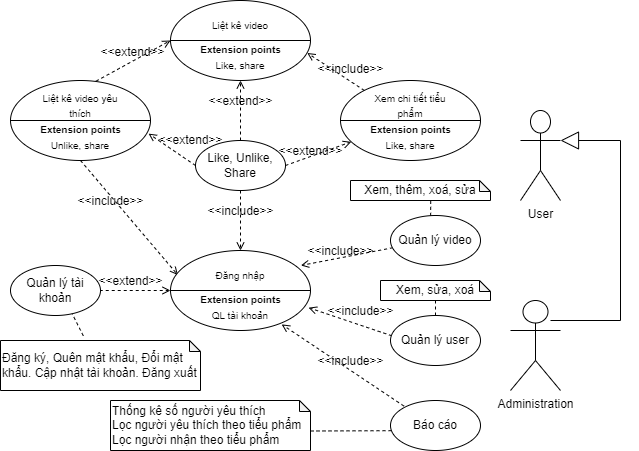 Liệt kê video
Extension points
Like, share
<<extend>>
<<include>>
Liệt kê video yêu
thích
Extension points
Unlike, share
<<extend>>
Xem chi tiết tiểu
phẩm
Extension points
Like, share
<<extend>>
<<extend>>
Like, Unlike,
Share
<<include>>
<<include>>
Xem, thêm, xoá, sửa
User
Quản lý video
<<include>>
Đăng nhập
Extension points
QL tài khoản
Quản lý tài
khoản
<<extend>>
Xem, sửa, xoá
<<include>>
Quản lý user
Đăng ký, Quên mật khẩu, Đổi mật
khẩu. Cập nhật tài khoản. Đăng xuất
<<include>>
Administration
Thống kê số người yêu thích
Lọc người yêu thích theo tiểu phẩm
Lọc người nhận theo tiểu phẩm
Báo cáo